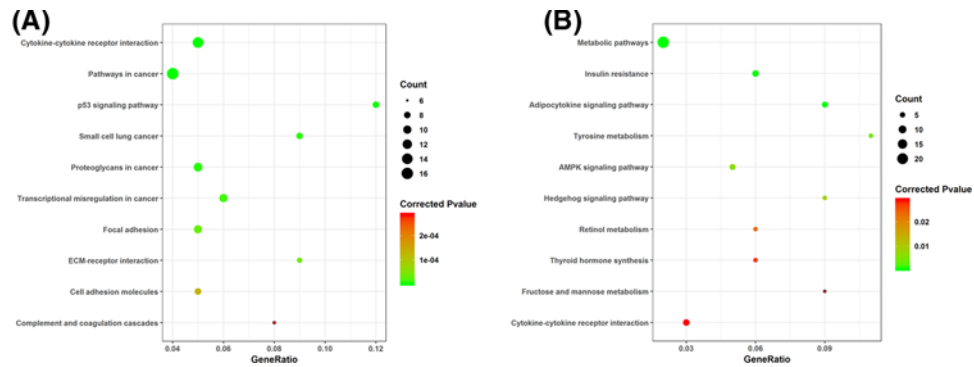 (A)
Cytokine-cytokine receptor interaction
Pathways in cancer
p53 signaling pathway
Small cell lung cancer
Proteoglycans in cancer
Transcriptional misregulation in cancer
Focal adhesion
ECM-receptor interaction
Cell adhesion molecules
Complement and coagulation cascades
0.04 0.06 0.08 0.10 0.12
GeneRatio
Count
6
8
10
12
14
16
Corrected Pvalue
2e-04
1e-04
(B)
Metabolic pathways
Insulin resistance
Adipocytokine signaling pathway
Tyrosine metabolism
AMPK signaling pathway
Hedgehog signaling pathway
Retinol metabolism
Thyroid hormone synthesis
Fructose and mannose metabolism
Cytokine-cytokine receptor interaction
0.03 0.06 0.09
GeneRatio
Count
5
10
15
20
Corrected Pvalue
0.02
0.01